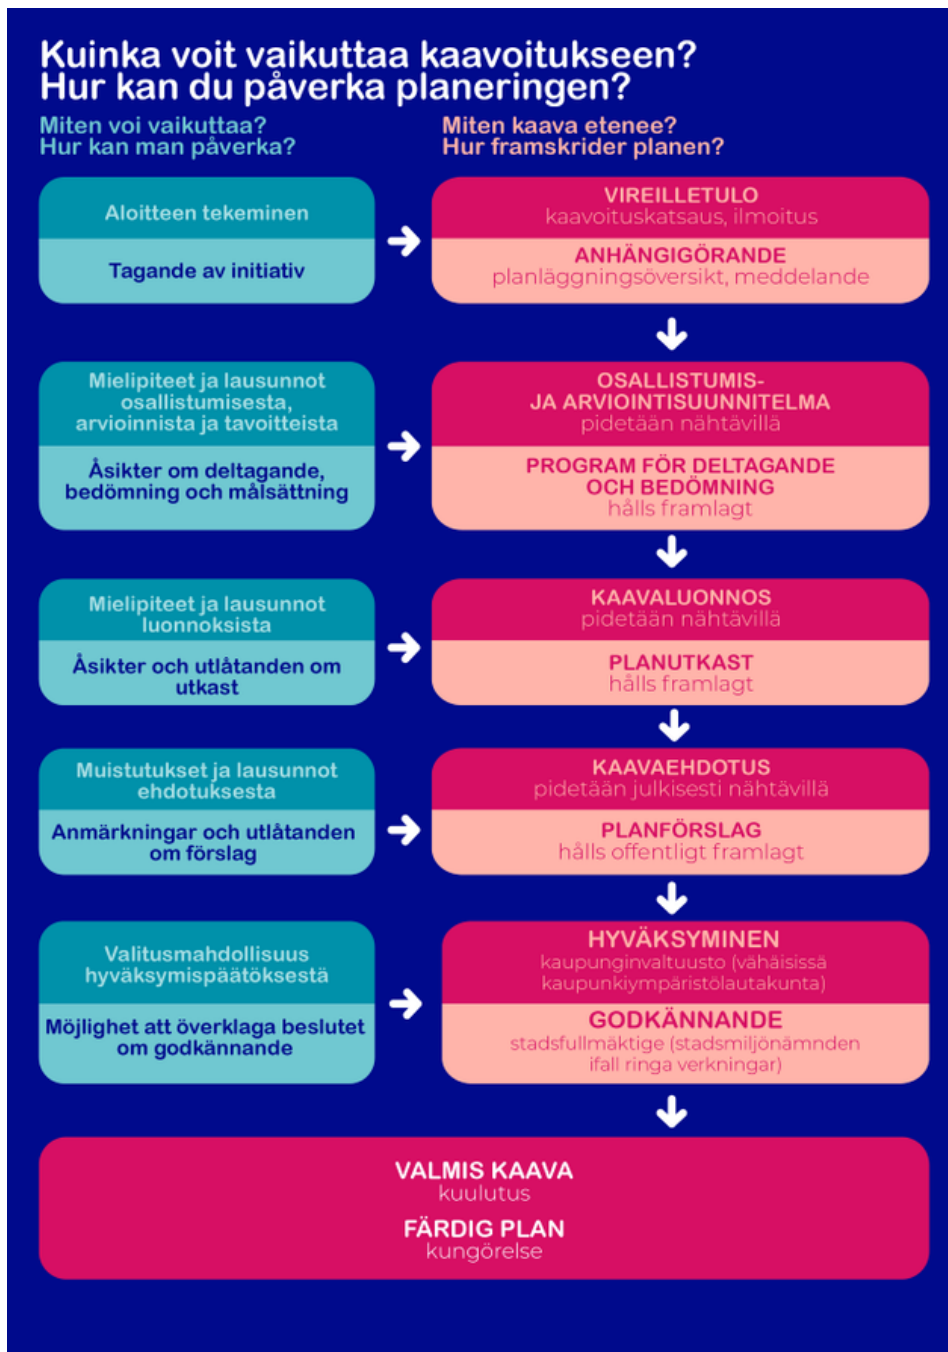 Kuinka voit vaikuttaa kaavoitukseen?
Hur kan du påverka planeringen?
Miten voi vaikuttaa?
Hur kan man påverka?
Miten kaava etenee?
Hur framskrider planen?
Aloitteen tekeminen
Tagande av initiativ
VIREILLETULO
kaavoituskatsaus, ilmoitus
ANHÄNGIGÖRANDE
planläggningsöversikt, meddelande
Mielipiteet ja lausunnot
osallistumisesta,
arvioinnista ja tavoitteista
Åsikter om deltagande,
bedömning och målsättning
OSALLISTUMIS-
JA ARVIOINTISUUNNITELMA
pidetään nähtävillä
PROGRAM FÖR DELTAGANDE
OCH BEDÖMNING
hålls framlagt
Mielipiteet ja lausunnot
luonnoksista
Åsikter och utlåtanden om
utkast
KAAVALUONNOS
pidetään nähtävillä
PLANUTKAST
hålls framlagt
Muistutukset ja lausunnot
ehdotuksesta
Anmärkningar och utlåtanden
om förslag
KAAVAEHDOTUS
pidetään julkisesti nähtävillä
PLANFÖRSLAG
hålls offentligt framlagt
Valitusmahdollisuus
hyväksymispäätöksestä
Möjlighet att överklaga beslutet
om godkännande
HYVÄKSYMINEN
kaupunginvaltuusto (vähäisissä
kaupunkiympäristölautakunta)
GODKÄNNANDE
stadsfullmäktige (stadsmiljönämnden
ifall ringa verkningar)
VALMIS KAAVA
kuulutus
FÄRDIG PLAN
kungörelse